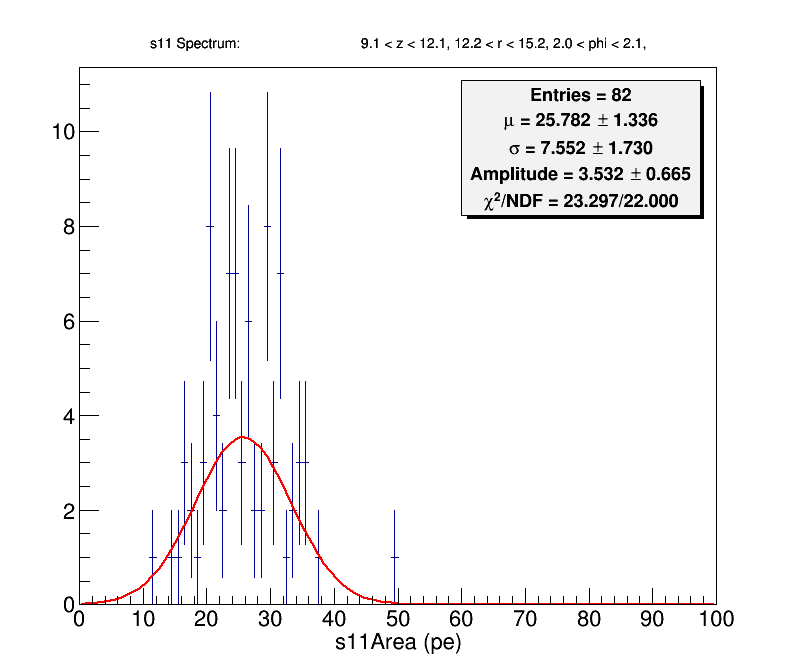 s11 Spectrum: 9.1 < z < 12.1, 12.2 < r < 15.2, 2.0 < phi < 2.1,
Entries = 82
μ = 25.782 ± 1.336
σ = 7.552 ± 1.730
Amplitude = 3.532 ± 0.665
χ²/NDF = 23.297/22.000
10
8
6
4
2
0
0 10 20 30 40 50 60 70 80 90 100
s11Area (pe)